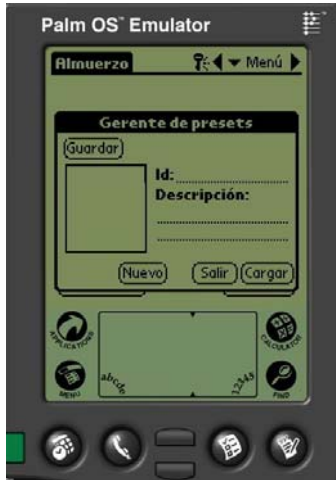 Palm OS™ Emulator
Almuerzo Menú
Gerente de presets
Guardar
Id:
Descripción:
Nuevo Salir Cargar
APPLICATIONS
CALCULATOR
MENU
abcde
12345
FIND